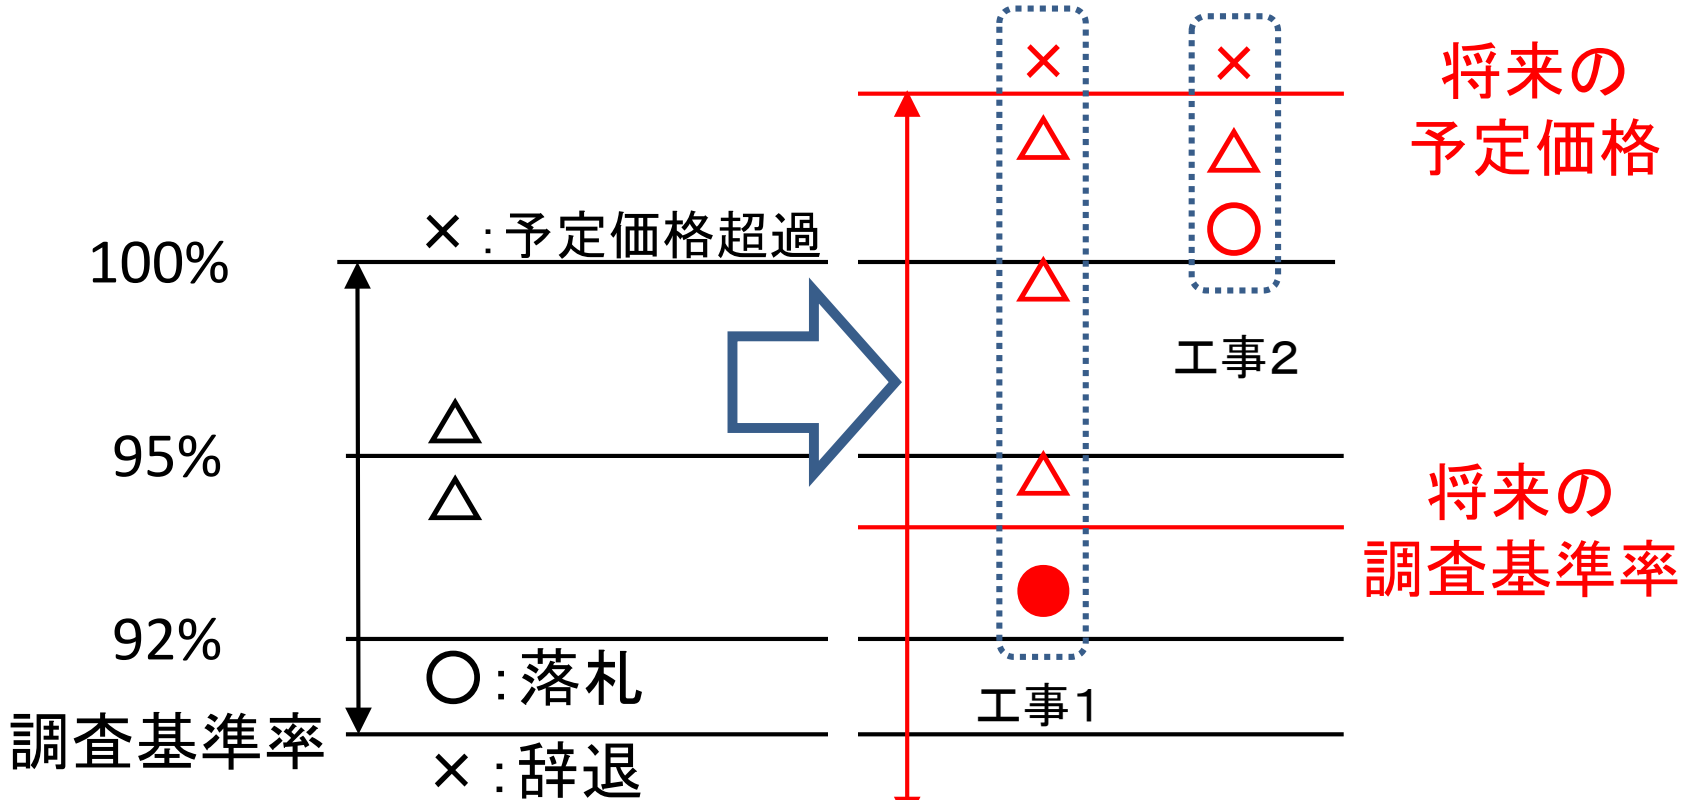 将来の
予定価格
×：予定価格超過
100%
工事2
95%
将来の
調査基準率
92%
○：落札
工事1
調査基準率
×：辞退